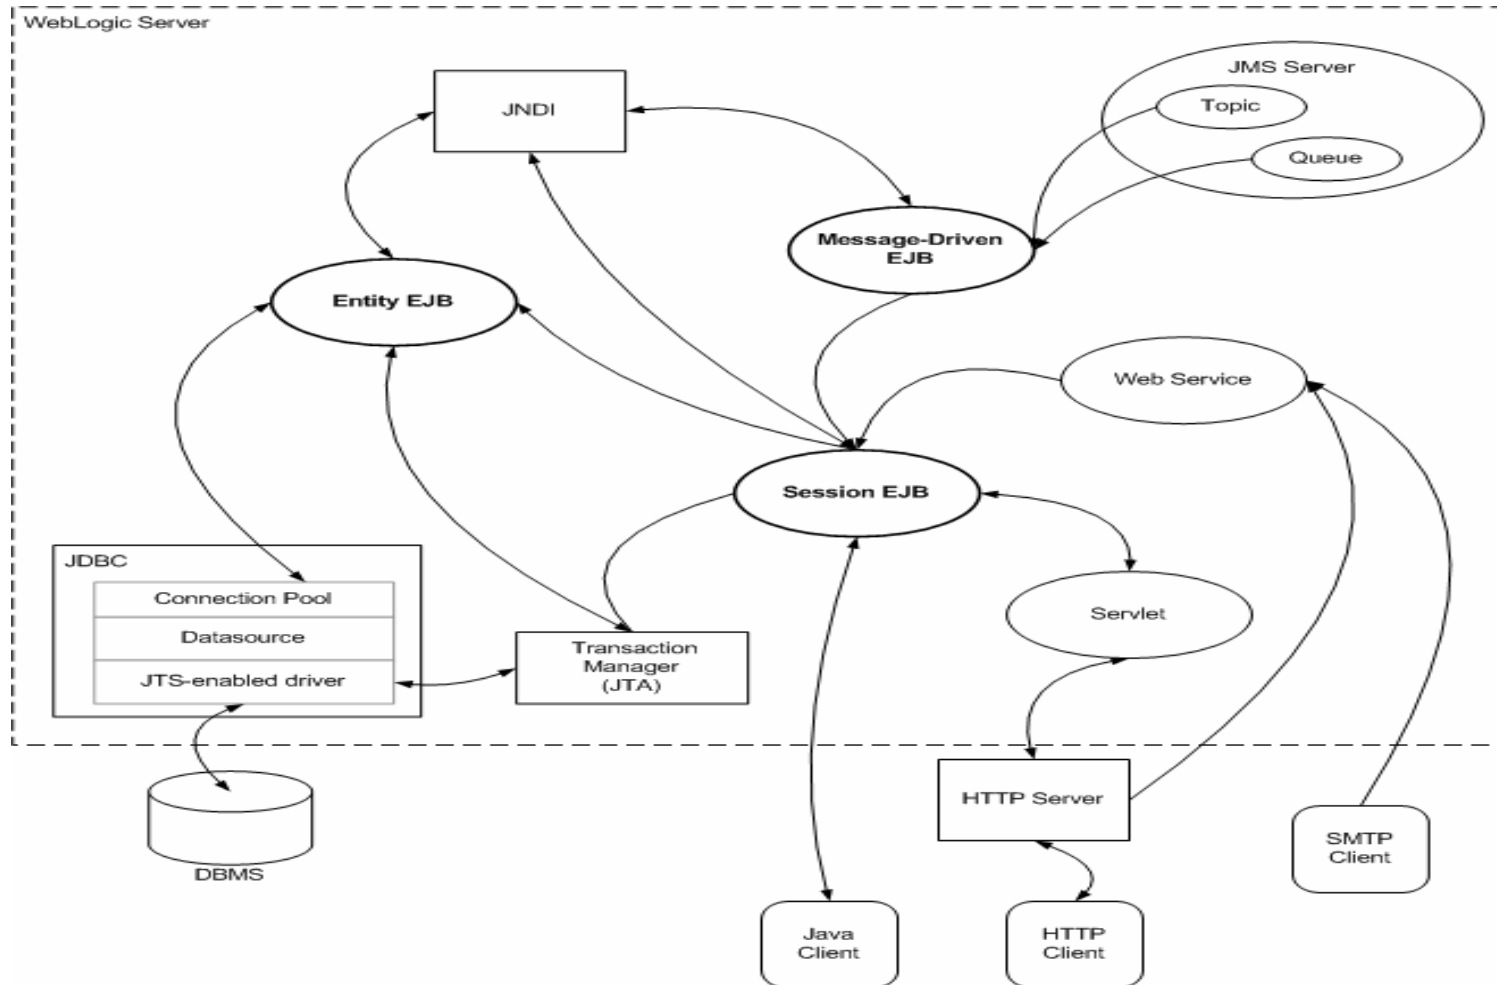 WebLogic Server
JMS Server
JNDI
Topic
Queue
Message-Driven
EJB
Entity EJB
Web Service
Session EJB
JDBC
Connection Pool
Datasource
JTS-enabled driver
Transaction
Manager
(JTA)
Servlet
HTTP Server
SMTP
Client
DBMS
Java
Client
HTTP
Client